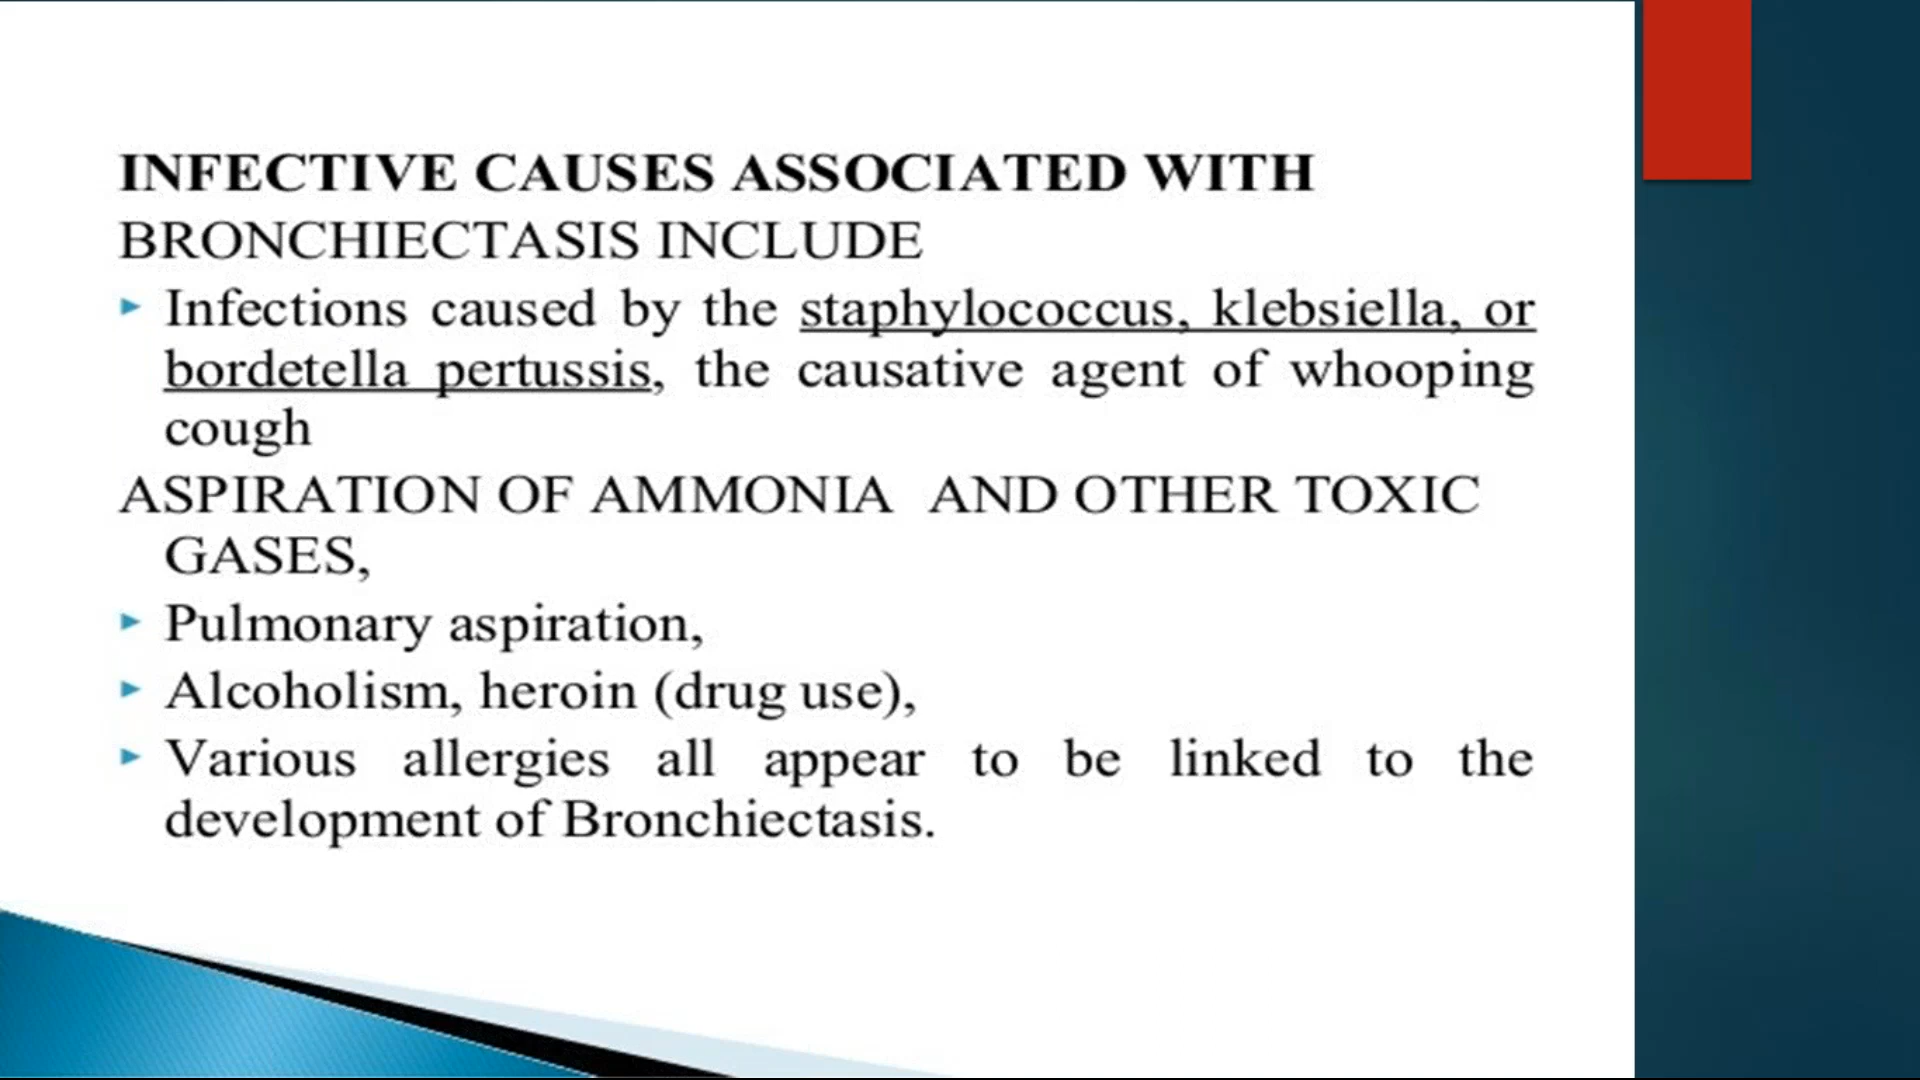 INFECTIVE CAUSES ASSOCIATED WITH
BRONCHIECTASIS INCLUDE
Infections caused by the staphylococcus, klebsiella, or
bordetella pertussis, the causative agent of whooping
cough
ASPIRATION OF AMMONIA AND OTHER TOXIC
GASES,
Pulmonary aspiration,
Alcoholism, heroin (drug use),
Various allergies all appear to be linked to the
development of Bronchiectasis.